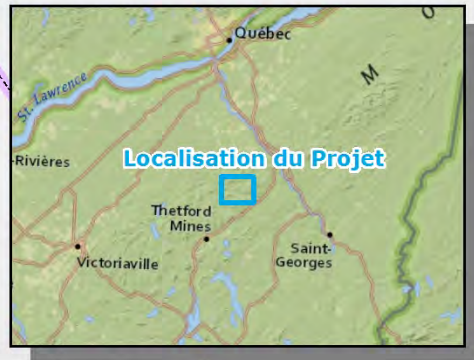 Québec
M
O
St. Lawrence
-Rivières
Localisation du Projet
Thetford
Mines
Saint-
Georges
Victoriaville